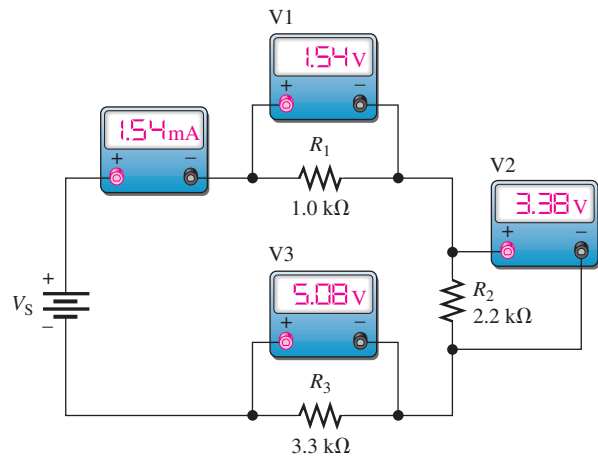 V1
1.54 V
+ −
1.54 mA
+ −
R1
1.0 kΩ
V2
3.38 V
+ −
V3
5.08 V
+ −
+
VS
−
R2
2.2 kΩ
R3
3.3 kΩ